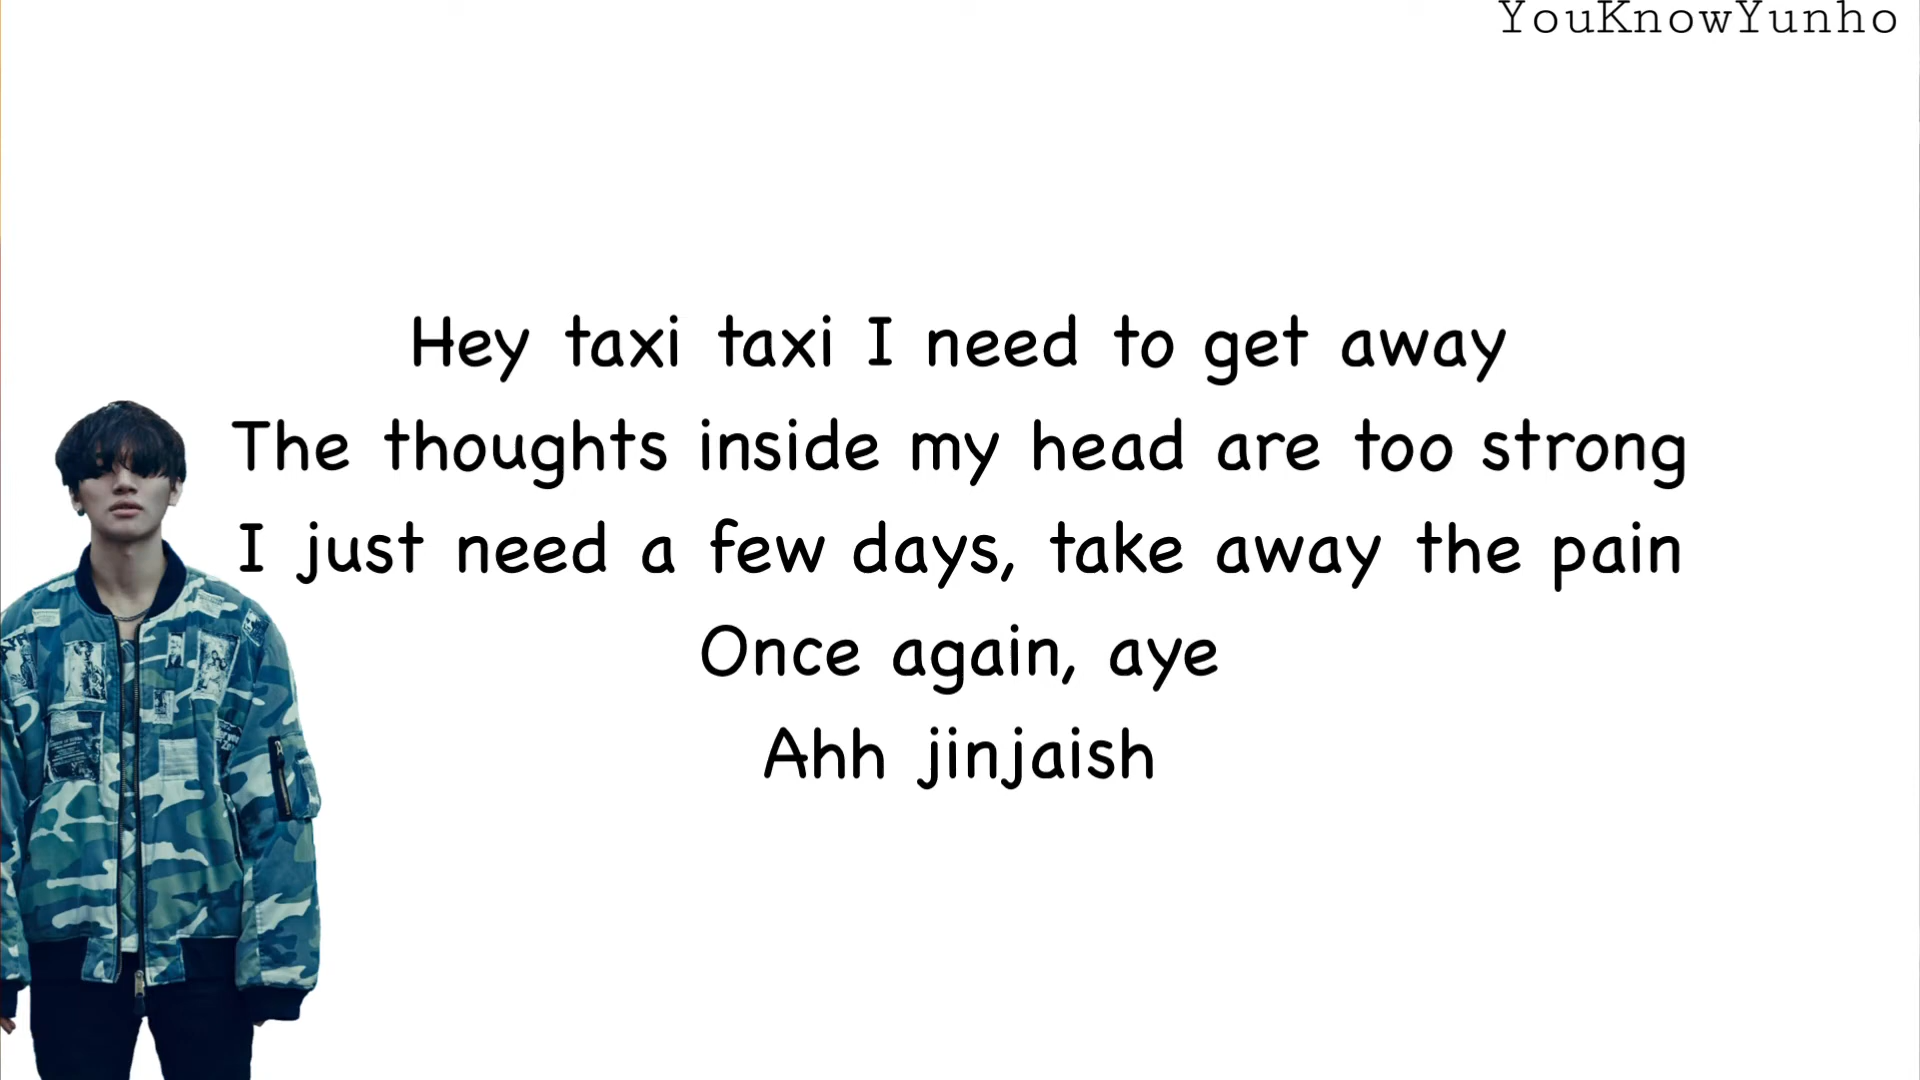 YouKnowYunho
Hey taxi taxi I need to get away
The thoughts inside my head are too strong
I just need a few days, take away the pain
Once again, aye
Ahh jinjaish